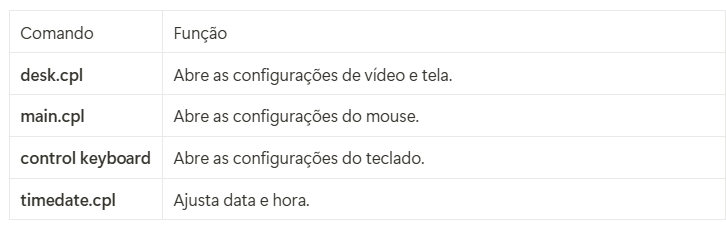 Comando Função
desk.cpl Abre as configurações de vídeo e tela.
main.cpl Abre as configurações do mouse.
control keyboard Abre as configurações do teclado.
timedate.cpl Ajusta data e hora.